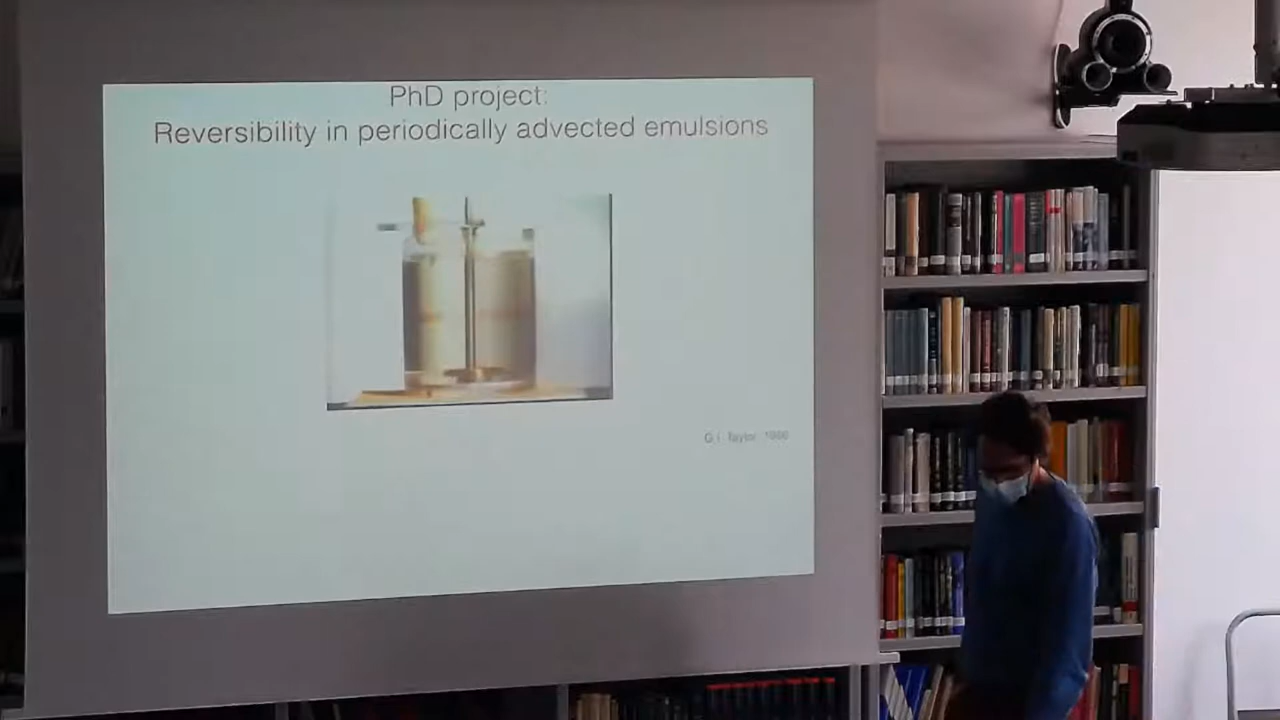 PhD project:
Reversibility in periodically advected emulsions
G.I. Taylor, 1966